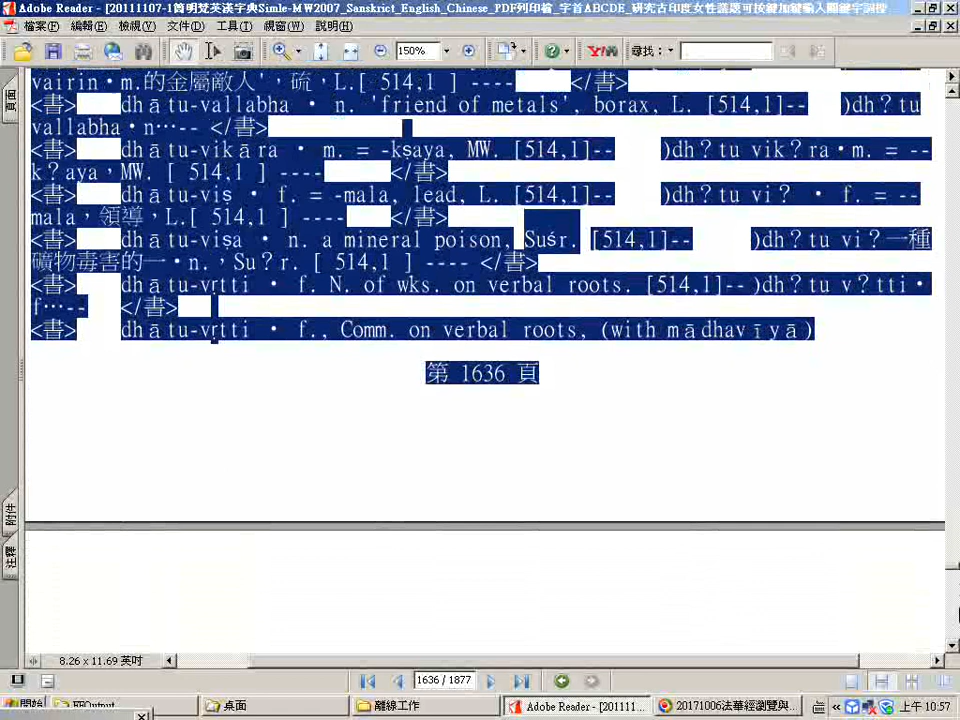 Adobe Reader - [20111107-1簡明梵英漢字典Simle-MW2007_Sanskrict_English_Chinese_PDF列印檔_字首ABCDE_研究古印度女性議題可按鍵加鍵輸入關鍵字詞搜
檔案(F) 編輯(E) 檢視(V) 文件(D) 工具(T) 視窗(W) 說明(H)
150% 尋找:
頁面
vairin・m.的金屬敵人'，硫，L.[ 514,1 ] ---- </書>
<書> dhātu-vallabha ・ n. 'friend of metals', borax, L. [514,1]-- )dh？tu
vallabha・n…-- </書>
<書> dhātu-vikāra ・ m. = -kṣaya, MW. [514,1]-- )dh？tu vik？ra・m. = --
k？aya，MW. [ 514,1 ] ---- </書>
<書> dhātu-viṣ ・ f. = -mala, lead, L. [514,1]-- )dh？tu vi？ ・ f. = --
mala，領導，L.[ 514,1 ] ---- </書>
<書> dhātu-viṣa ・ n. a mineral poison, Suśr. [514,1]-- )dh？tu vi？一種
礦物毒害的一・n.，Su？r. [ 514,1 ] ---- </書>
<書> dhātu-vṛtti ・ f. N. of wks. on verbal roots. [514,1]-- )dh？tu v？tti・
f…-- </書>
<書> dhātu-vṛtti ・ f., Comm. on verbal roots, (with mādhavīyā)
第 1636 頁
附件
注釋
8.26 x 11.69 英吋
1636 / 1877
開始 FFOutput 桌面 離線工作 Adobe Reader - [201111... 20171006法華經瀏覽與... 上午 10:57